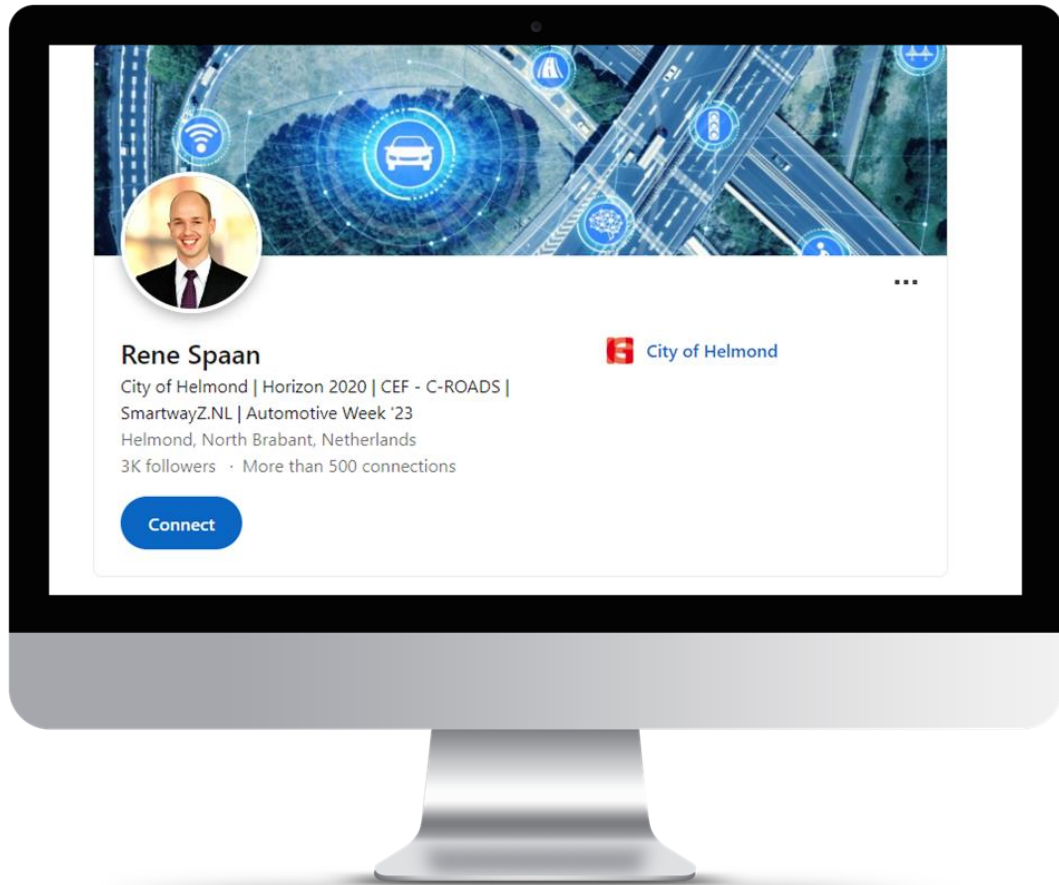 Rene Spaan
City of Helmond | Horizon 2020 | CEF - C-ROADS |
SmartwayZ.NL | Automotive Week '23
Helmond, North Brabant, Netherlands
3K followers · More than 500 connections
Connect
City of Helmond